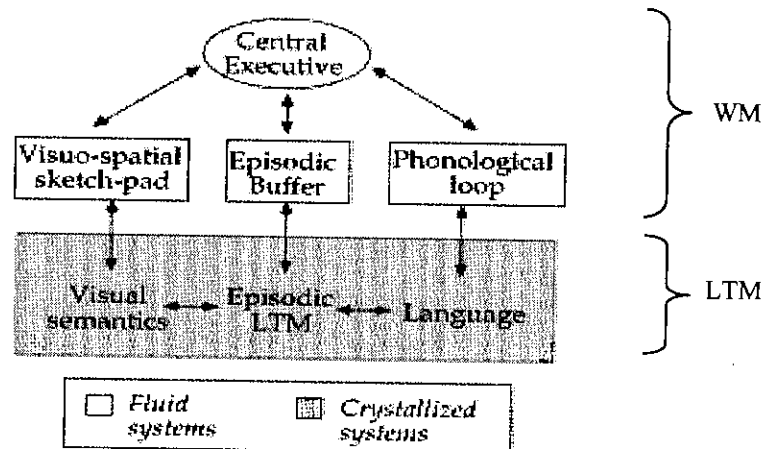 Central
Executive
WM
Visuo-spatial
sketch-pad
Episodic
Buffer
Phonological
loop
LTM
Visual
semantics
Episodic
LTM
Language
Fluid
systems
Crystallized
systems